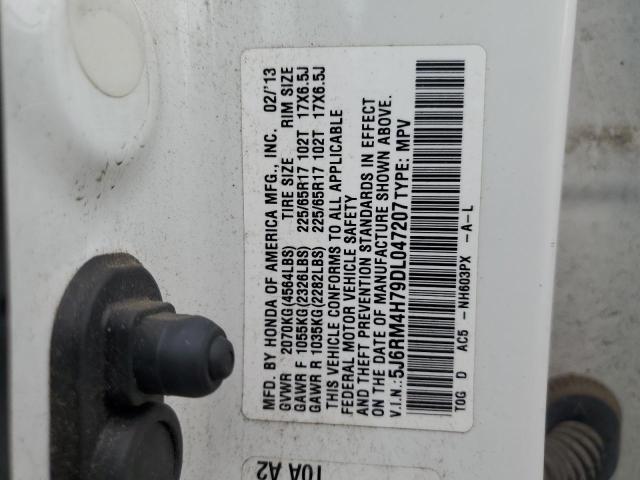 MFD. BY HONDA OF AMERICA MFG., INC. 02/'13
GVWR 2070KG(4564LBS) TIRE SIZE RIM SIZE
GAWR F 1055KG(2326LBS) 225/65R17 102T 17X6.5J
GAWR R 1035KG(2282LBS) 225/65R17 102T 17X6.5J
THIS VEHICLE CONFORMS TO ALL APPLICABLE
FEDERAL MOTOR VEHICLE SAFETY
AND THEFT PREVENTION STANDARDS IN EFFECT
ON THE DATE OF MANUFACTURE SHOWN ABOVE.
V.I.N.:5J6RM4H79DL047207 TYPE: MPV
TOG D AC5 -NH603PX -A-L
10A A2